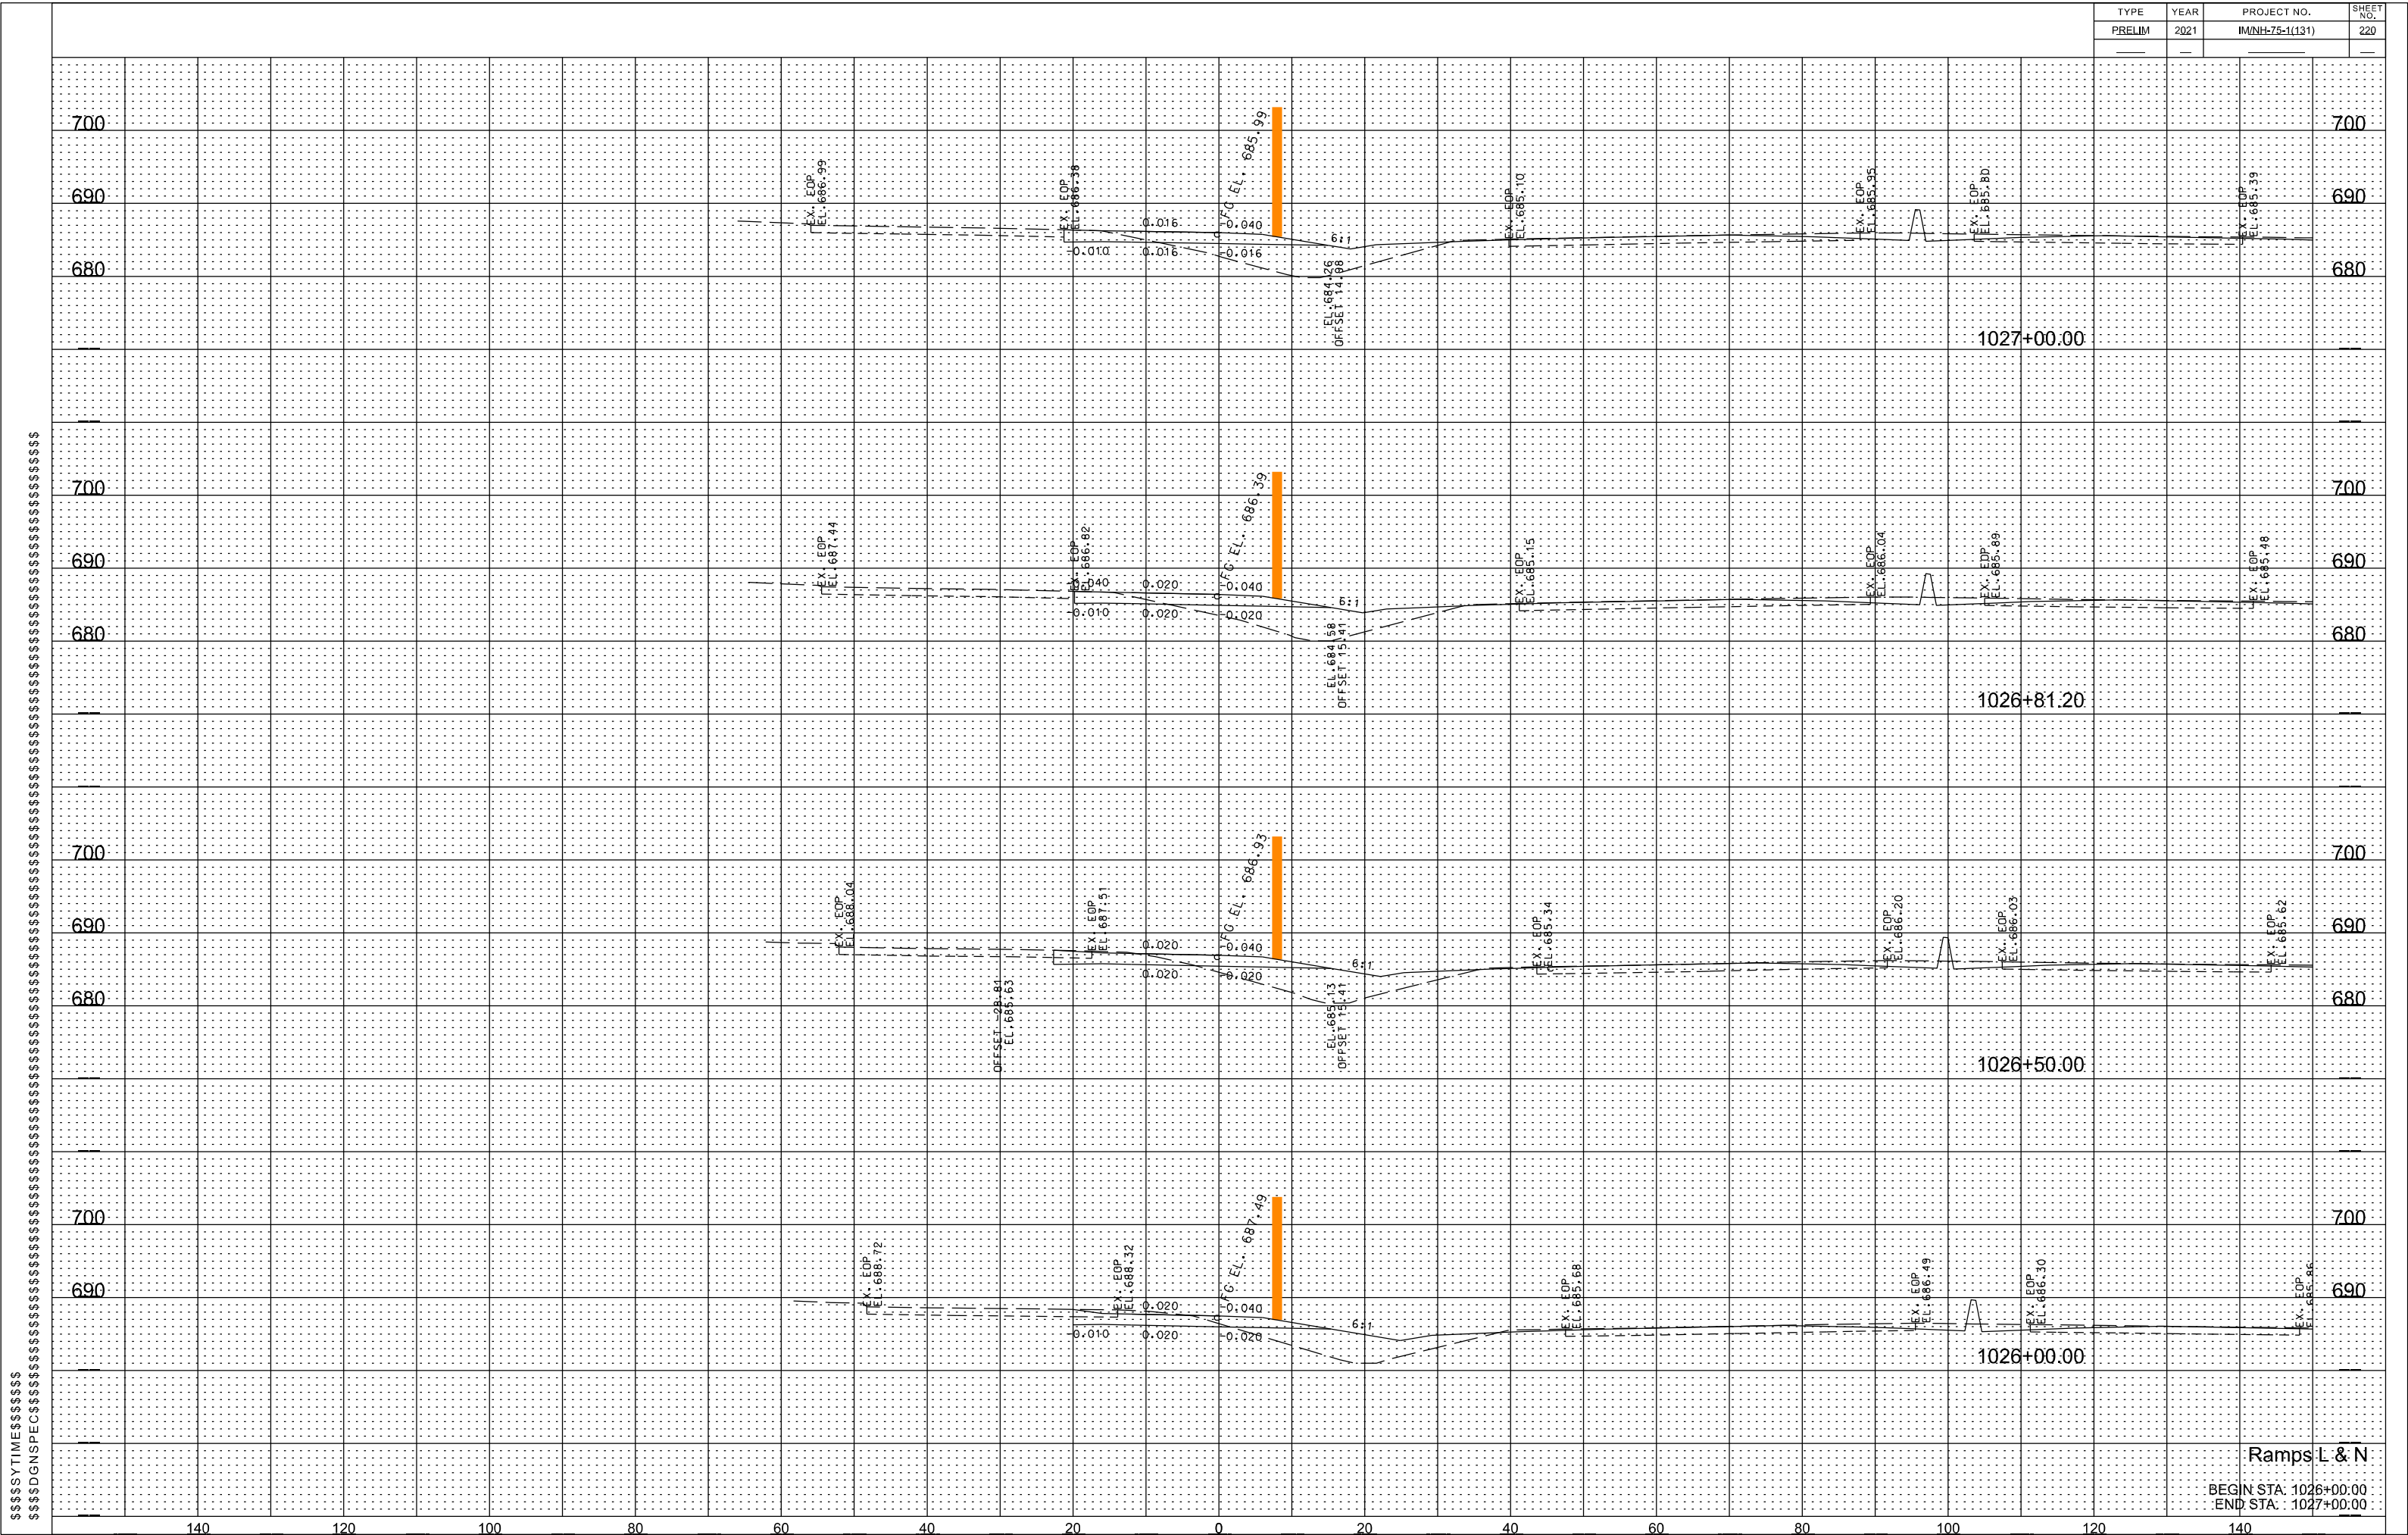 TYPE YEAR PROJECT NO. SHEET NO.
PRELIM 2021 IM/NH-75-1(131) 220
700 700
690 690
680 680
EX. EOP
EL.686.99
EX. EOP
EL.686.38
FG EL. 685.99
0.016
-0.040
-0.010
0.016
-0.016
6:1
EL.684.26
OFFSET 14.08
EX. EOP
EL.685.10
EX. EOP
EL.685.95
EX. EOP
EL.685.80
EX. EOP
EL.685.39
1027+00.00
700 700
690 690
680 680
EX. EOP
EL.687.44
EX. EOP
EL.686.82
FG EL. 686.39
-0.040
0.020
-0.040
-0.010
0.020
-0.020
6:1
EL.684.58
OFFSET 15.41
EX. EOP
EL.685.15
EX. EOP
EL.686.04
EX. EOP
EL.685.89
EX. EOP
EL.685.48
1026+81.20
700 700
690 690
680 680
EX. EOP
EL.688.04
EX. EOP
EL.687.51
FG EL. 686.93
0.020
-0.040
0.020
-0.020
6:1
EL.685.63
EL.685.13
OFFSET 15.41
EX. EOP
EL.685.34
EX. EOP
EL.686.20
EX. EOP
EL.686.03
EX. EOP
EL.685.62
1026+50.00
700 700
690 690
EX. EOP
EL.688.72
EX. EOP
EL.688.32
FG EL. 687.49
0.020
-0.040
-0.010
0.020
-0.020
6:1
EX. EOP
EL.685.68
EX. EOP
EL.686.49
EX. EOP
EL.686.30
EX. EOP
EL.685.86
1026+00.00
Ramps L & N
BEGIN STA. 1026+00.00
END STA. 1027+00.00
140 120 100 80 60 40 20 0 20 40 60 80 100 120 140
$$$$SYTIME$$$$$$$$